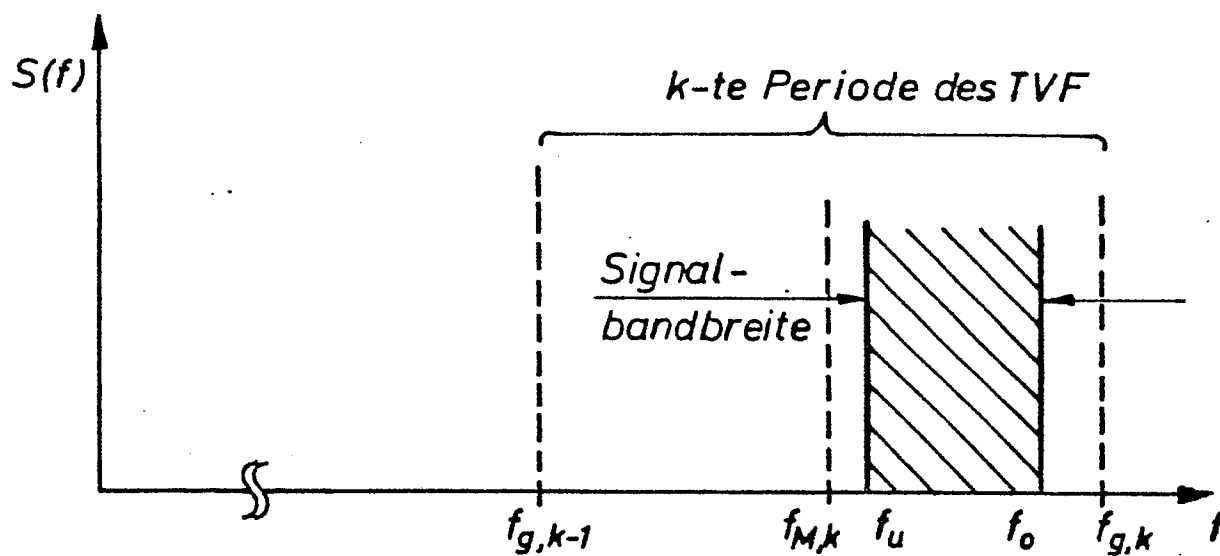 S(f)
k-te Periode des TVF
Signal-
bandbreite
f_g,k-1
f_M,k
f_u
f_o
f_g,k
f